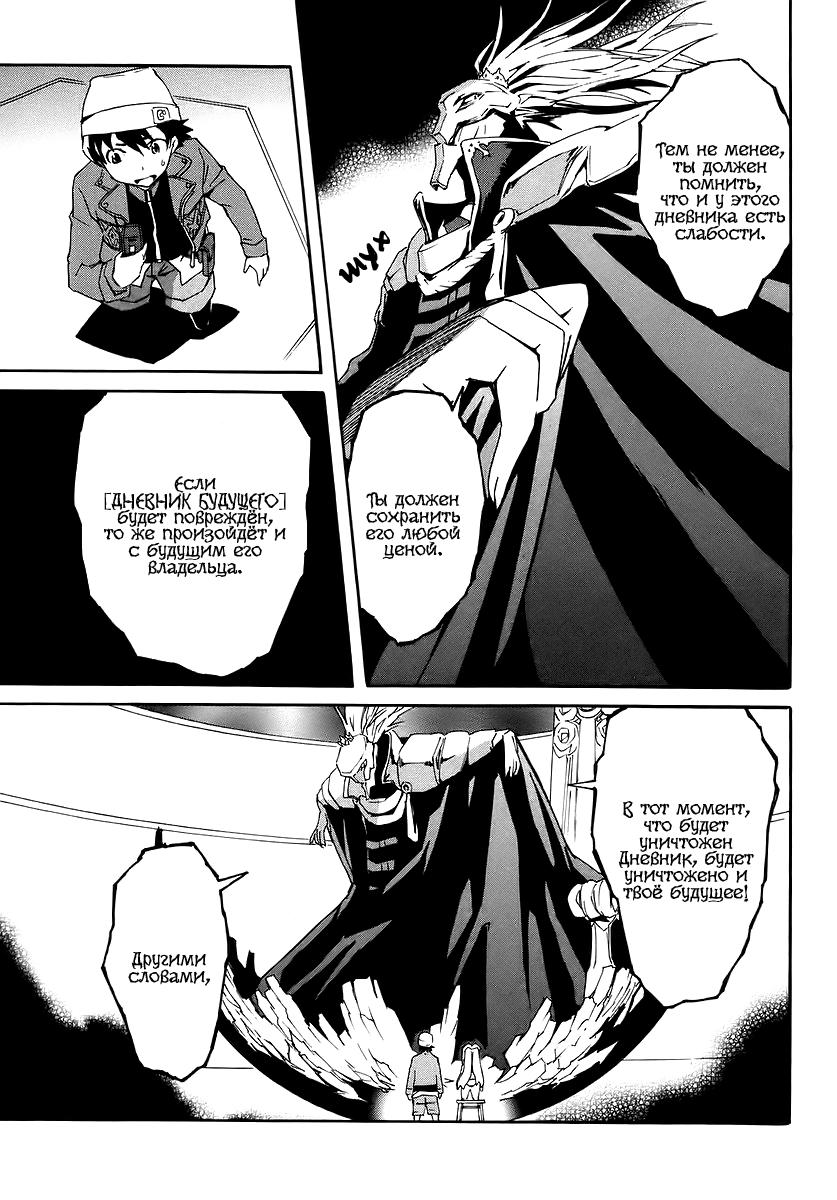 Тем не менее,
ты должен
помнить,
что и у этого
дневника есть
слабости.
шух
Ты должен
сохранить
его любой
ценой.
Если
[ДНЕВНИК БУДУЩЕГО]
будет повреждён,
то же произойдёт и
с будущим его
владельца.
В тот момент,
что будет
уничтожен
Дневник, будет
уничтожено и
твоё будущее!
Другими
словами,